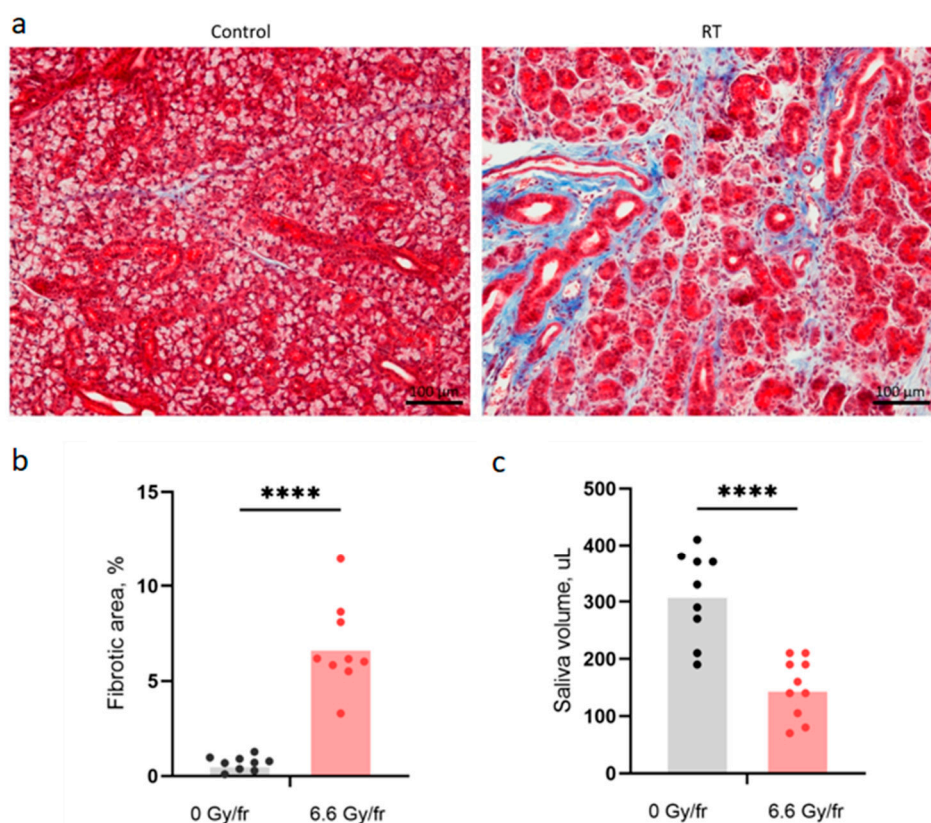 a
Control
RT
100 µm
100 µm
b
****
15
10
5
0
Fibrotic area, %
0 Gy/fr
6.6 Gy/fr
c
****
500
400
300
200
100
0
Saliva volume, uL
0 Gy/fr
6.6 Gy/fr